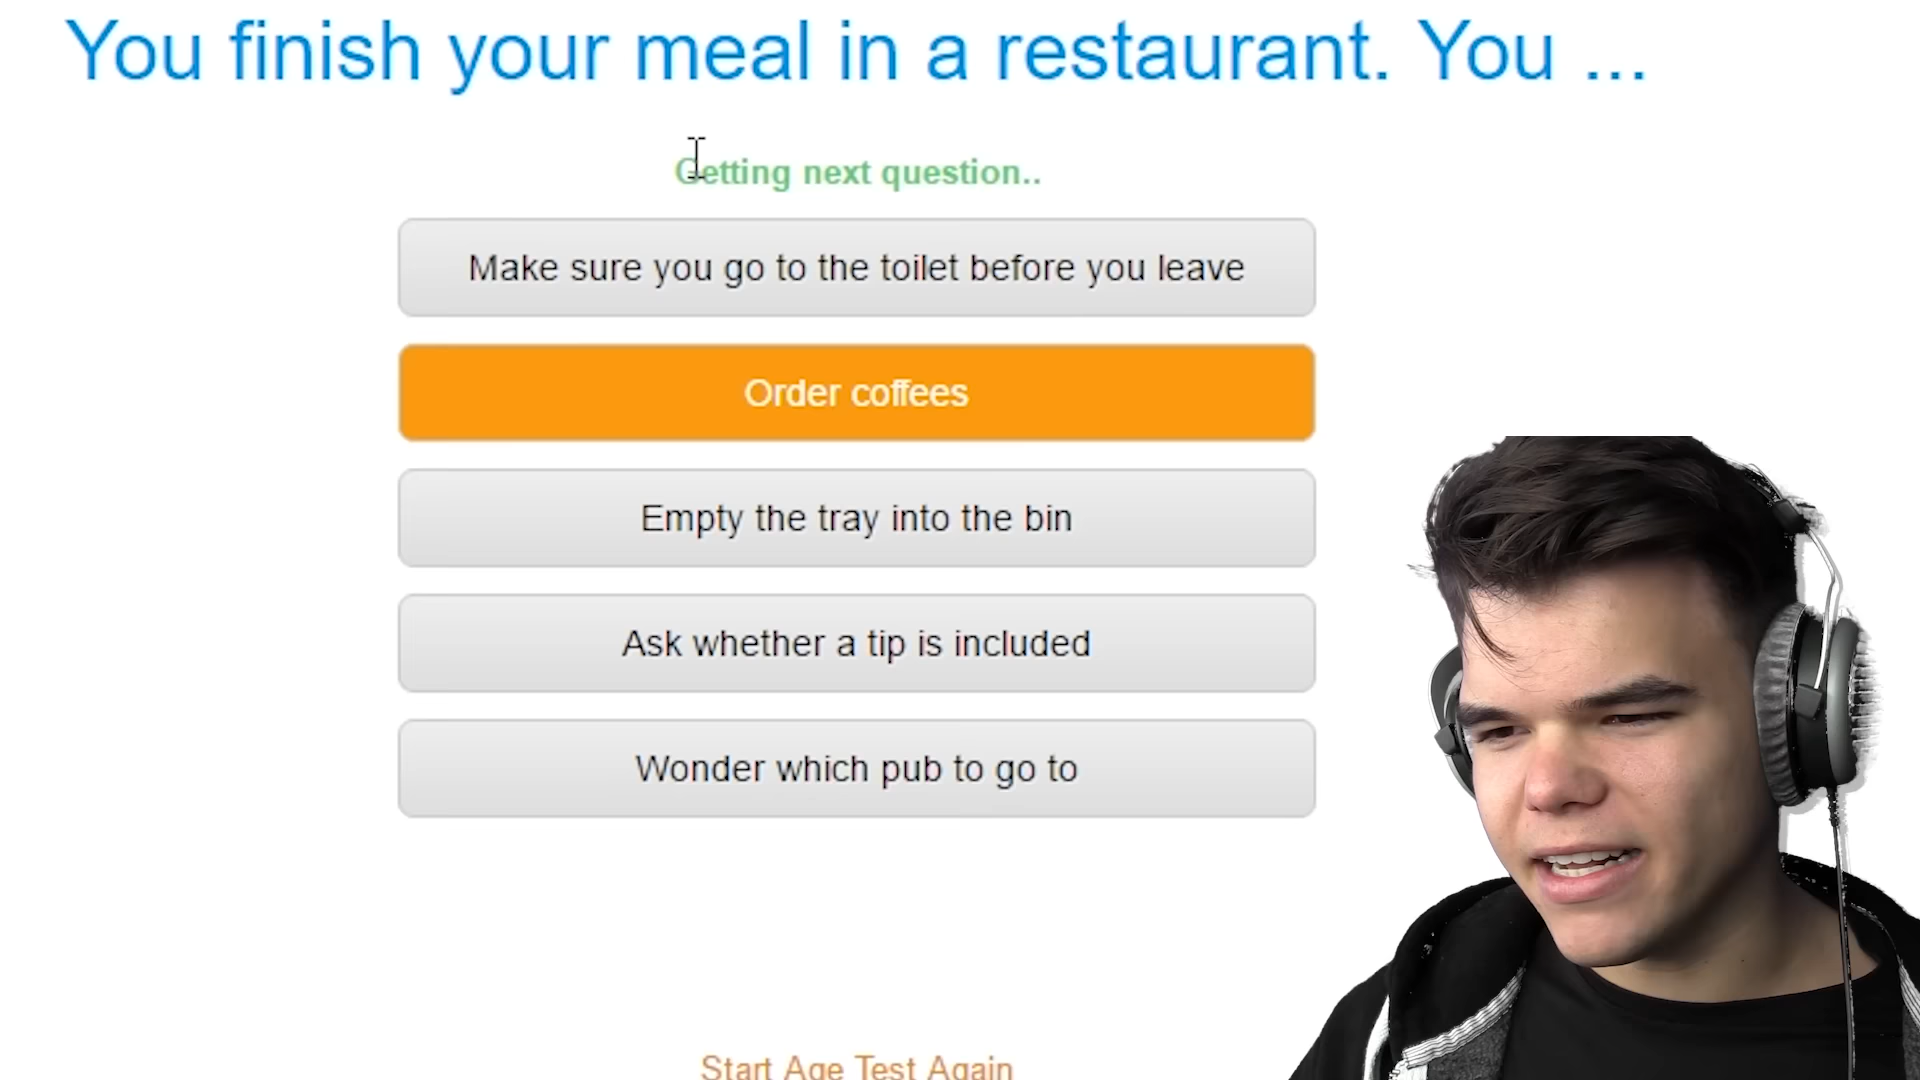 You finish your meal in a restaurant. You ...
Getting next question..
Make sure you go to the toilet before you leave
Order coffees
Empty the tray into the bin
Ask whether a tip is included
Wonder which pub to go to
Start Age Test Again